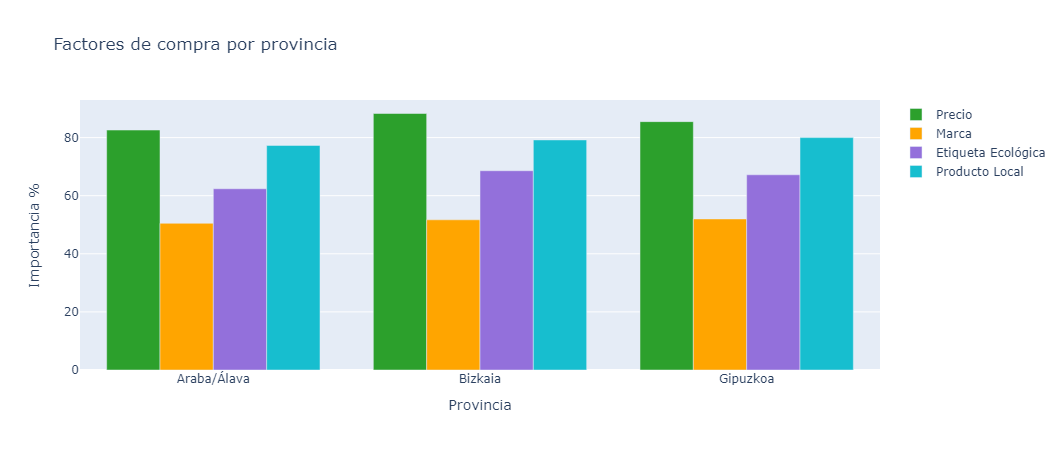 Factores de compra por provincia
Precio
Marca
Etiqueta Ecológica
Producto Local
Importancia %
80
60
40
20
0
Araba/Álava
Bizkaia
Gipuzkoa
Provincia